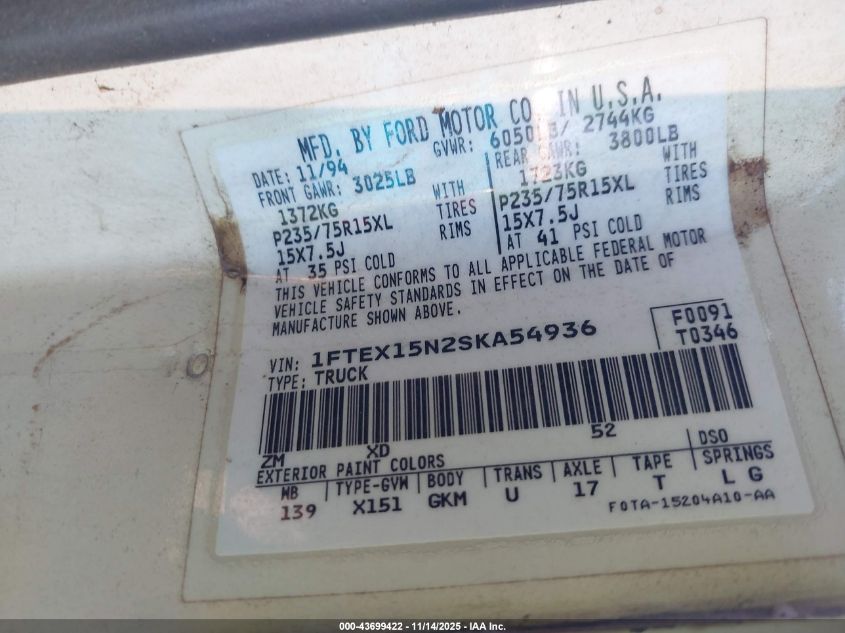 MFD. BY FORD MOTOR CO. IN U.S.A.
DATE: 11/94 GVWR: 6050LB/ 2744KG
FRONT GAWR: 3025LB REAR GAWR: 3800LB
1372KG WITH 1723KG WITH
P235/75R15XL TIRES P235/75R15XL TIRES
15X7.5J RIMS 15X7.5J RIMS
AT 35 PSI COLD AT 41 PSI COLD
THIS VEHICLE CONFORMS TO ALL APPLICABLE FEDERAL MOTOR
VEHICLE SAFETY STANDARDS IN EFFECT ON THE DATE OF
MANUFACTURE SHOWN ABOVE.
F0091
VIN: 1FTEX15N2SKA54936 T0346
TYPE: TRUCK
ZM XD 52
EXTERIOR PAINT COLORS DSO
WB TYPE-GVW BODY TRANS AXLE TAPE SPRINGS
139 X151 GKM U 17 T L G
F0TA-15204A10-AA
000-43699422 - 11/14/2025 - IAA Inc.